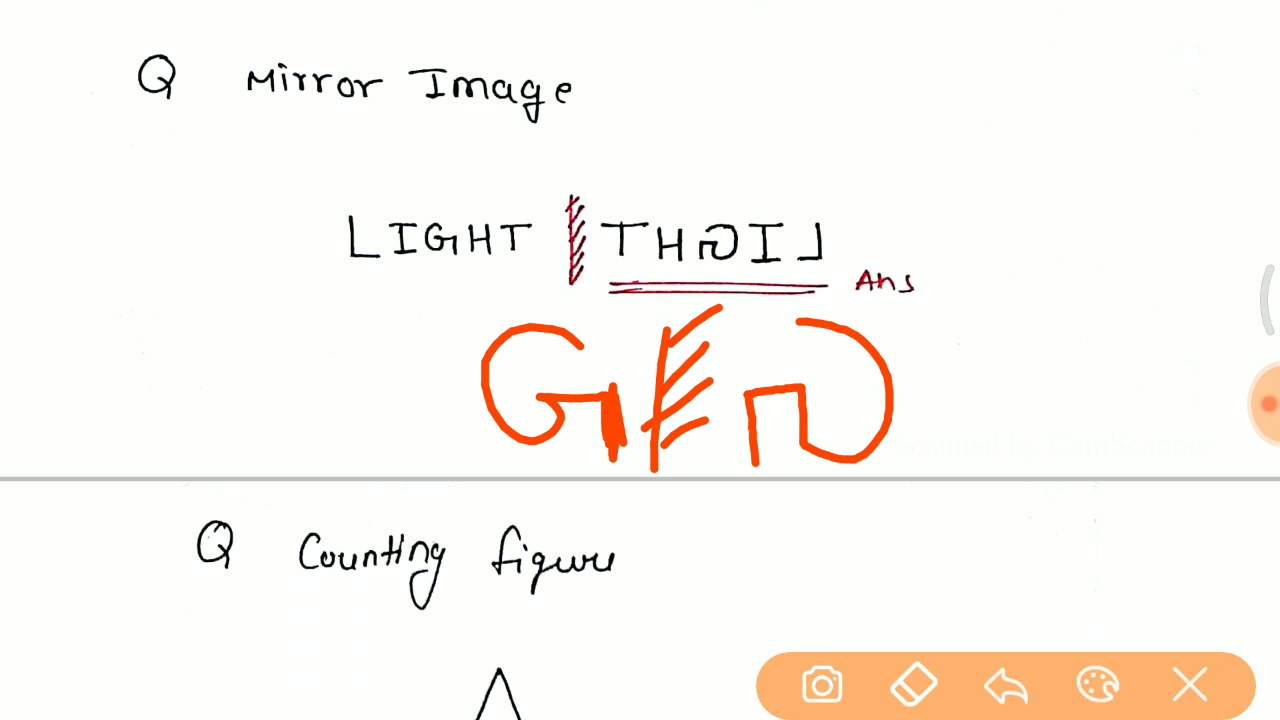 Q Mirror Image
LIGHT THGIL
Ans
G G
Q Counting figure